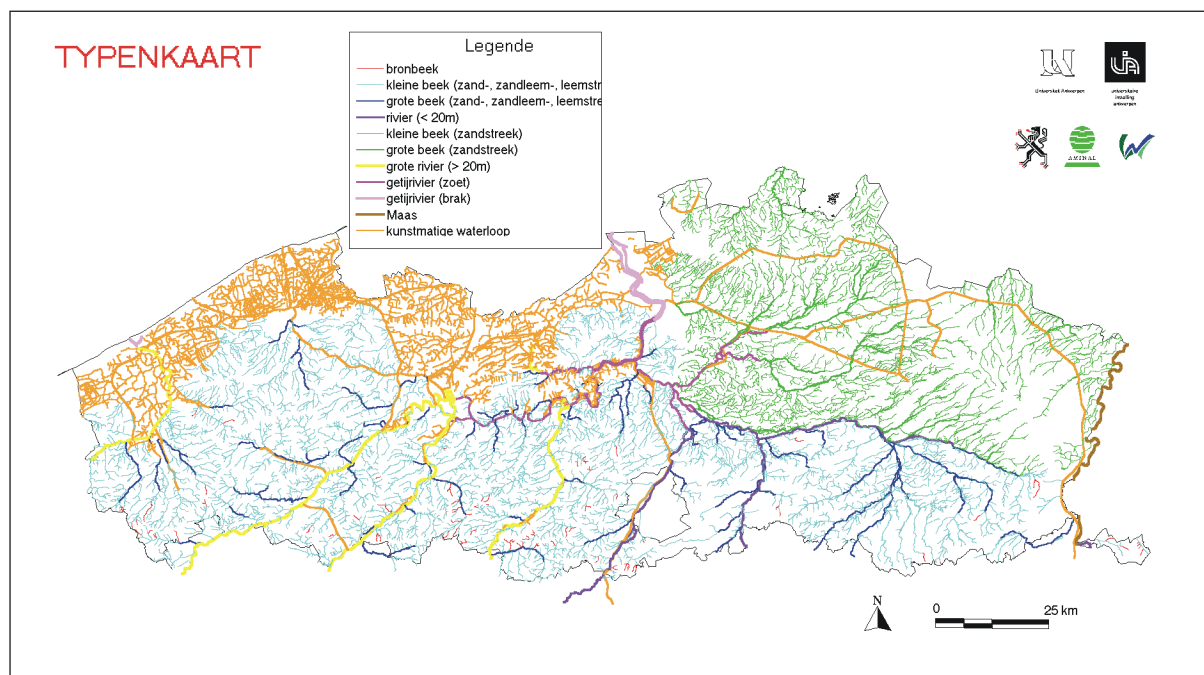 TYPENKAART
Legende
bronbeek
kleine beek (zand-, zandleem-, leemstr
grote beek (zand-, zandleem-, leemstre
rivier (< 20m)
kleine beek (zandstreek)
grote beek (zandstreek)
grote rivier (> 20m)
getijrivier (zoet)
getijrivier (brak)
Maas
kunstmatige waterloop
Universiteit Antwerpen
universitaire
instelling
antwerpen
AMINAL
N
0 25 km